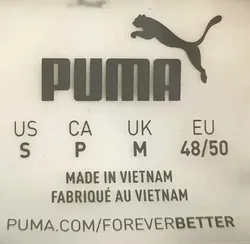 PUMA
US CA UK EU
S P M 48/50
MADE IN VIETNAM
FABRIQUÉ AU VIETNAM
PUMA.COM/FOREVERBETTER